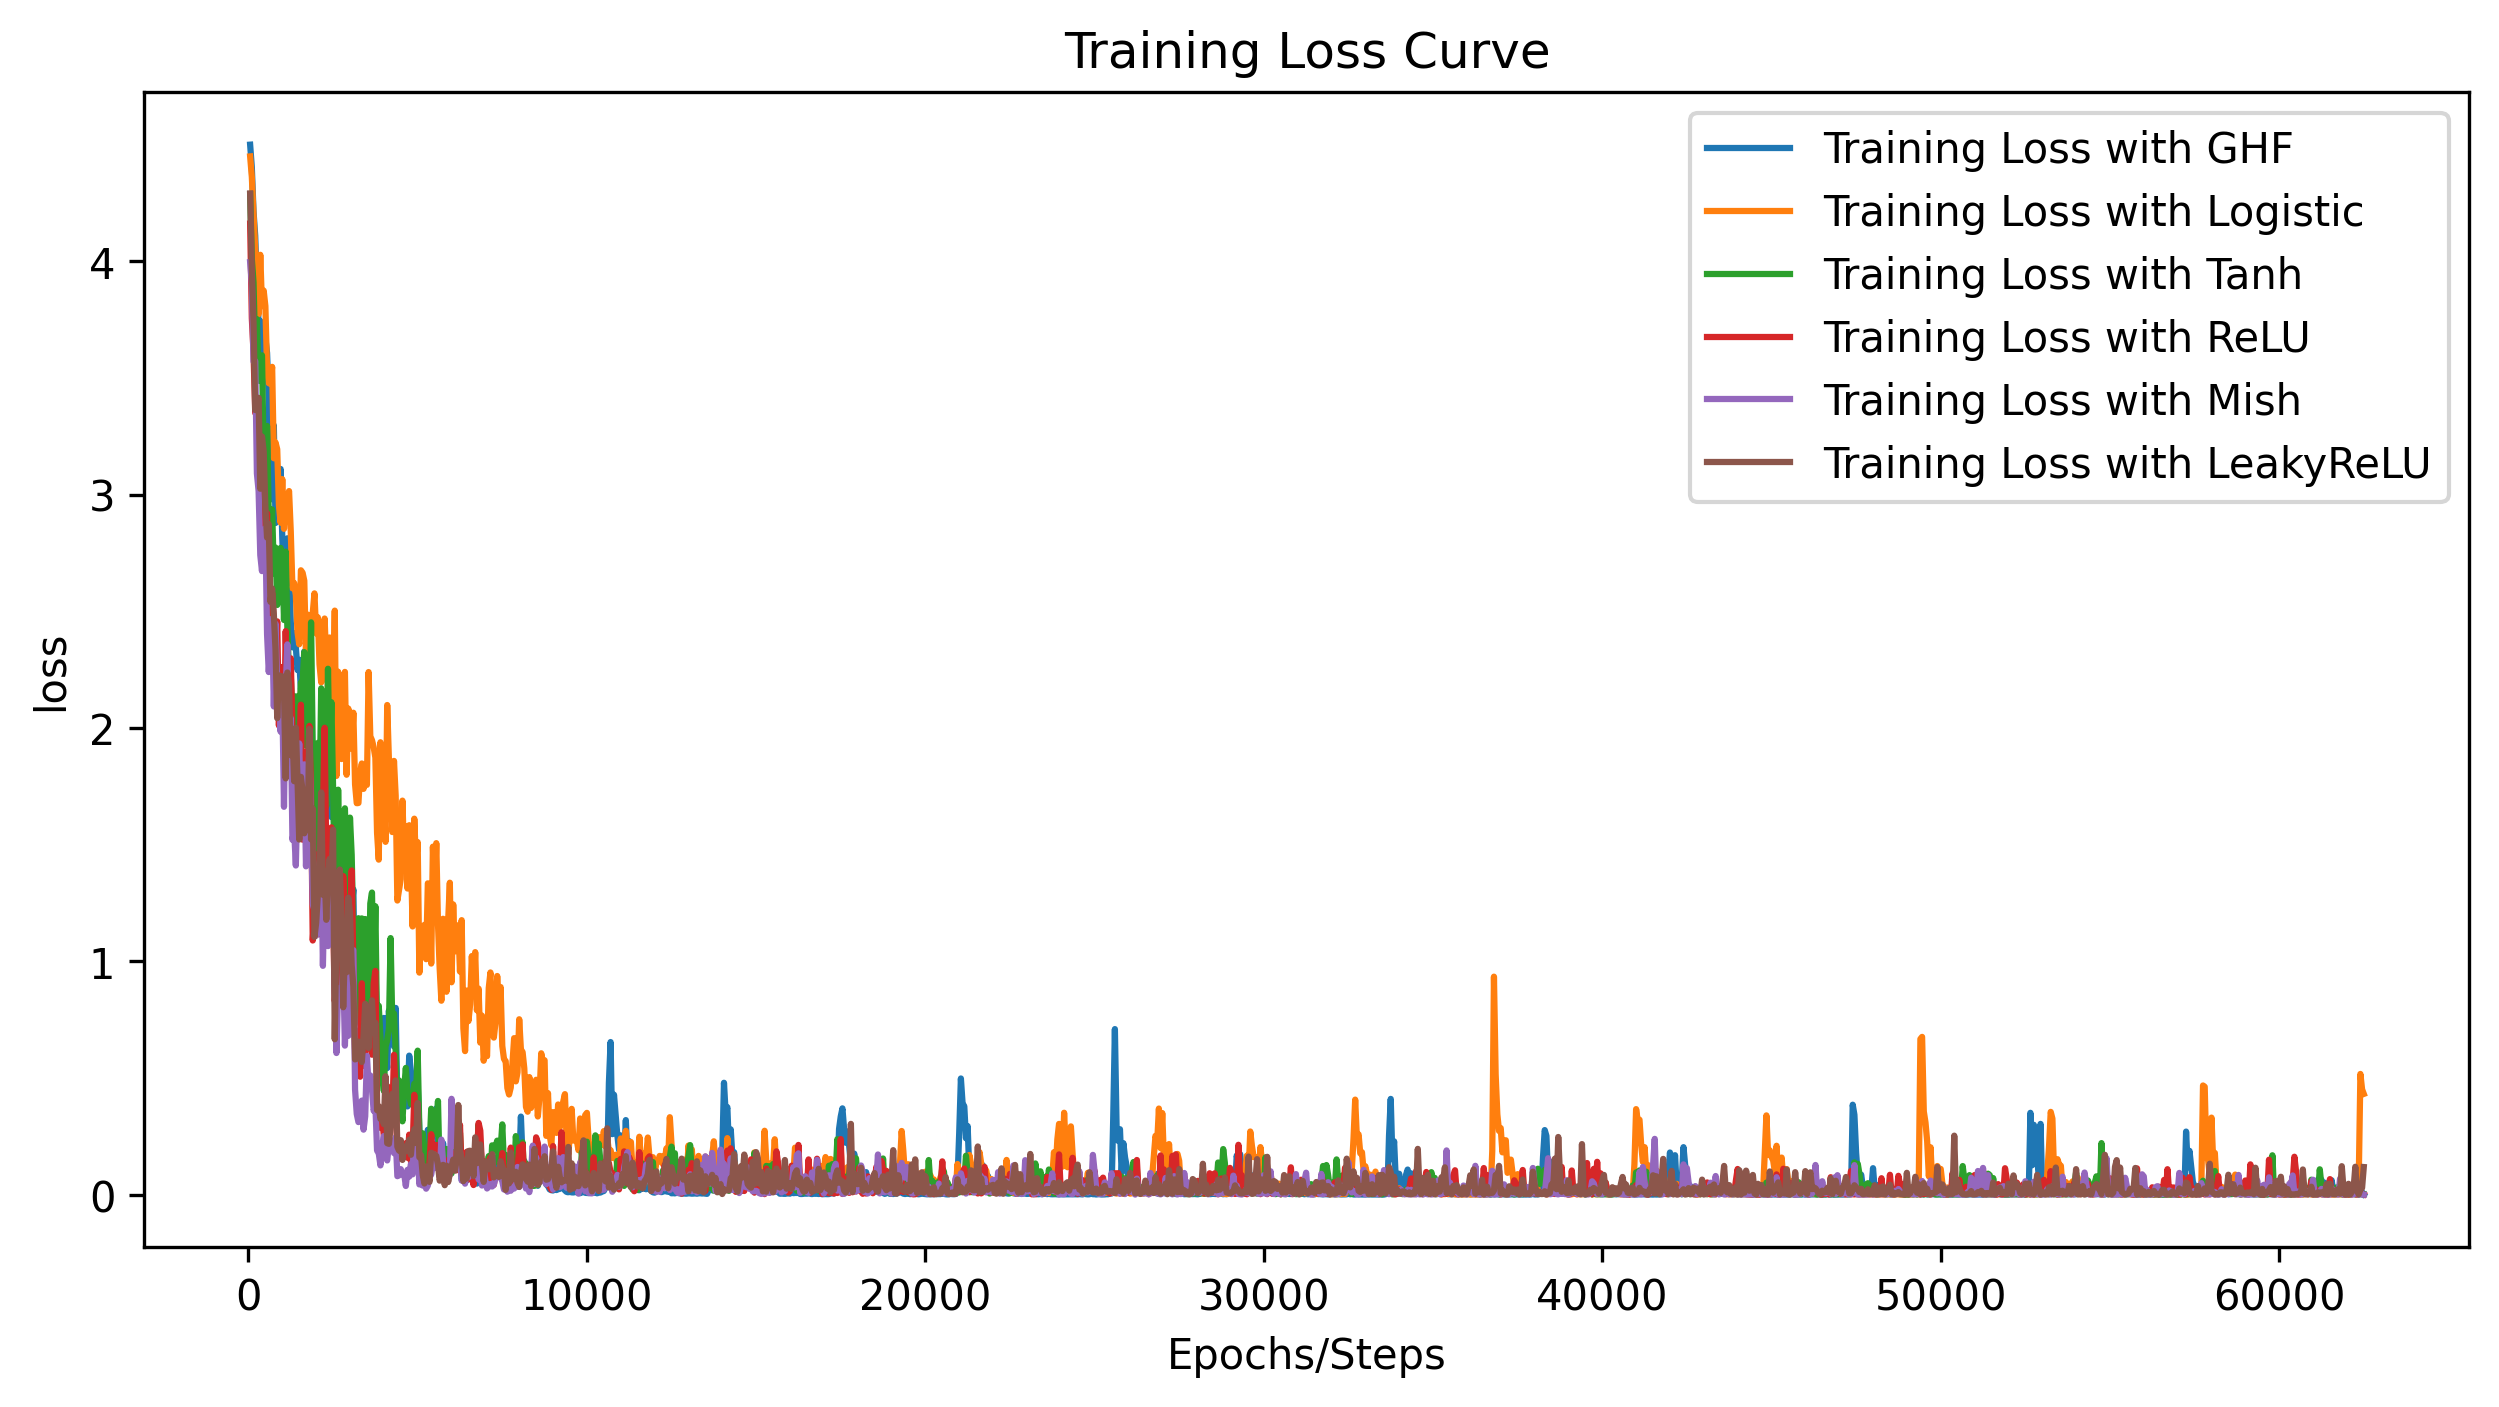 Training Loss Curve
Training Loss with GHF
Training Loss with Logistic
Training Loss with Tanh
Training Loss with ReLU
Training Loss with Mish
Training Loss with LeakyReLU
4
3
2
1
0
loss
0 10000 20000 30000 40000 50000 60000
Epochs/Steps